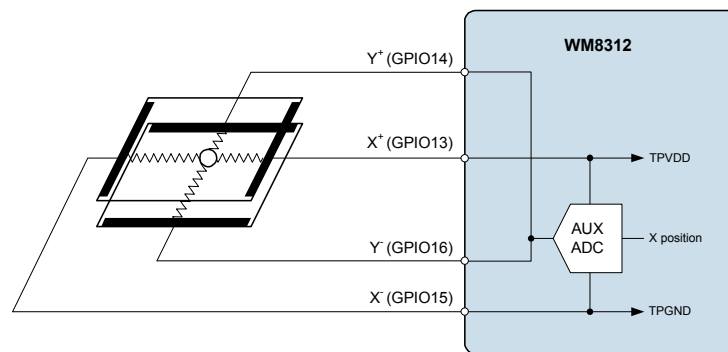 WM8312
Y+ (GPIO14)
X+ (GPIO13)
TPVDD
AUX
ADC
X position
Y- (GPIO16)
X- (GPIO15)
TPGND